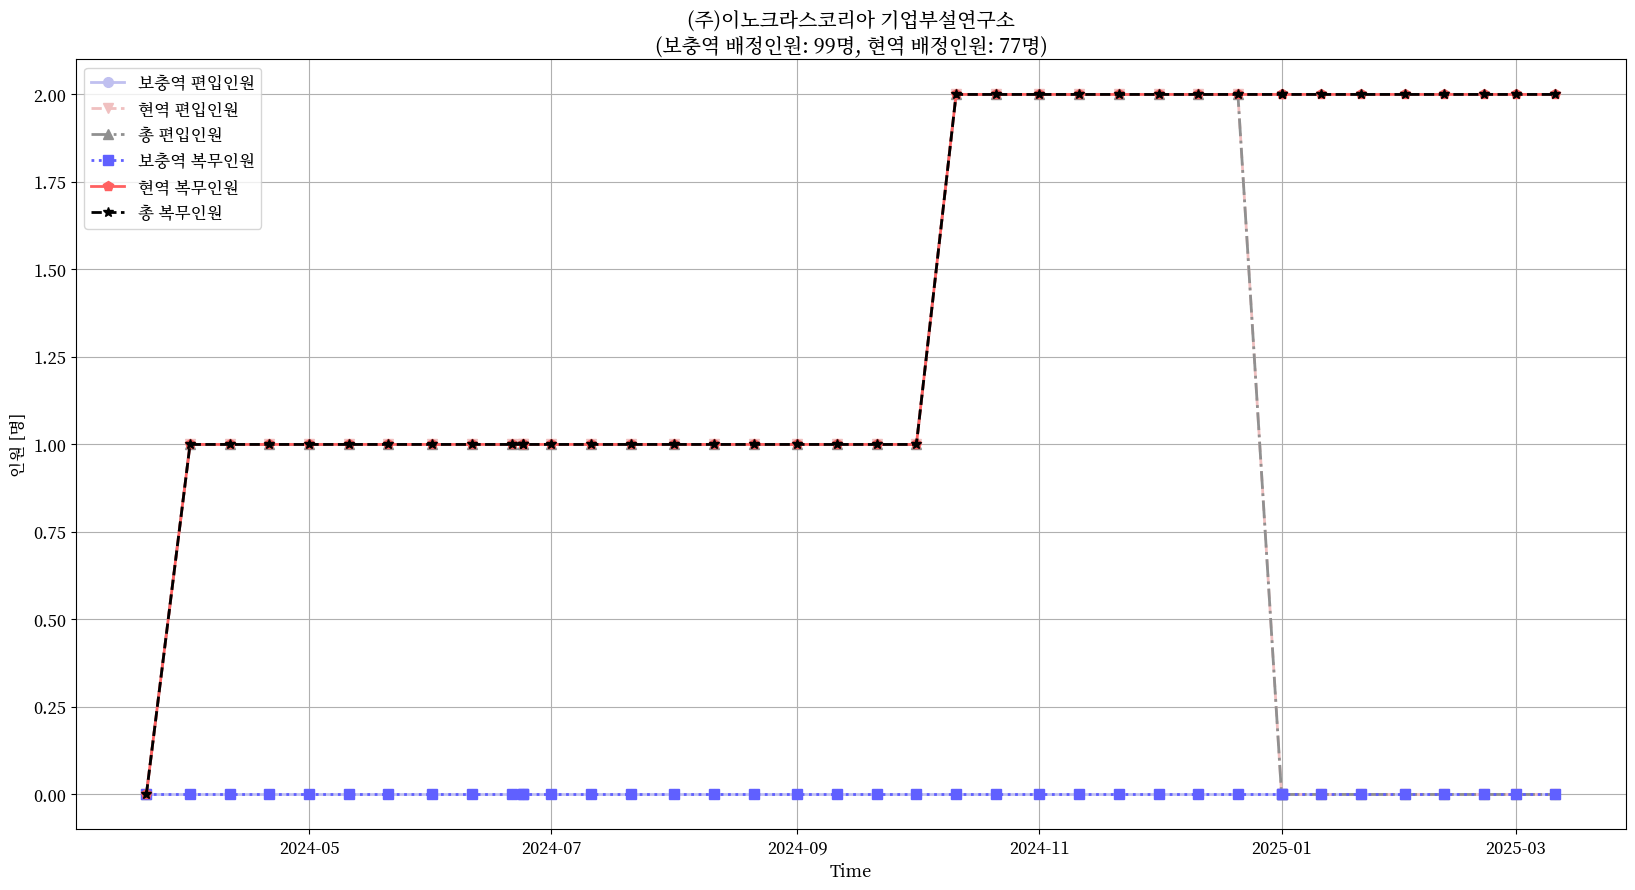 (주)이노크라스코리아 기업부설연구소
(보충역 배정인원: 99명, 현역 배정인원: 77명)
보충역 편입인원
현역 편입인원
총 편입인원
보충역 복무인원
현역 복무인원
총 복무인원
인원 [명]
2.00
1.75
1.50
1.25
1.00
0.75
0.50
0.25
0.00
2024-05 2024-07 2024-09 2024-11 2025-01 2025-03
Time